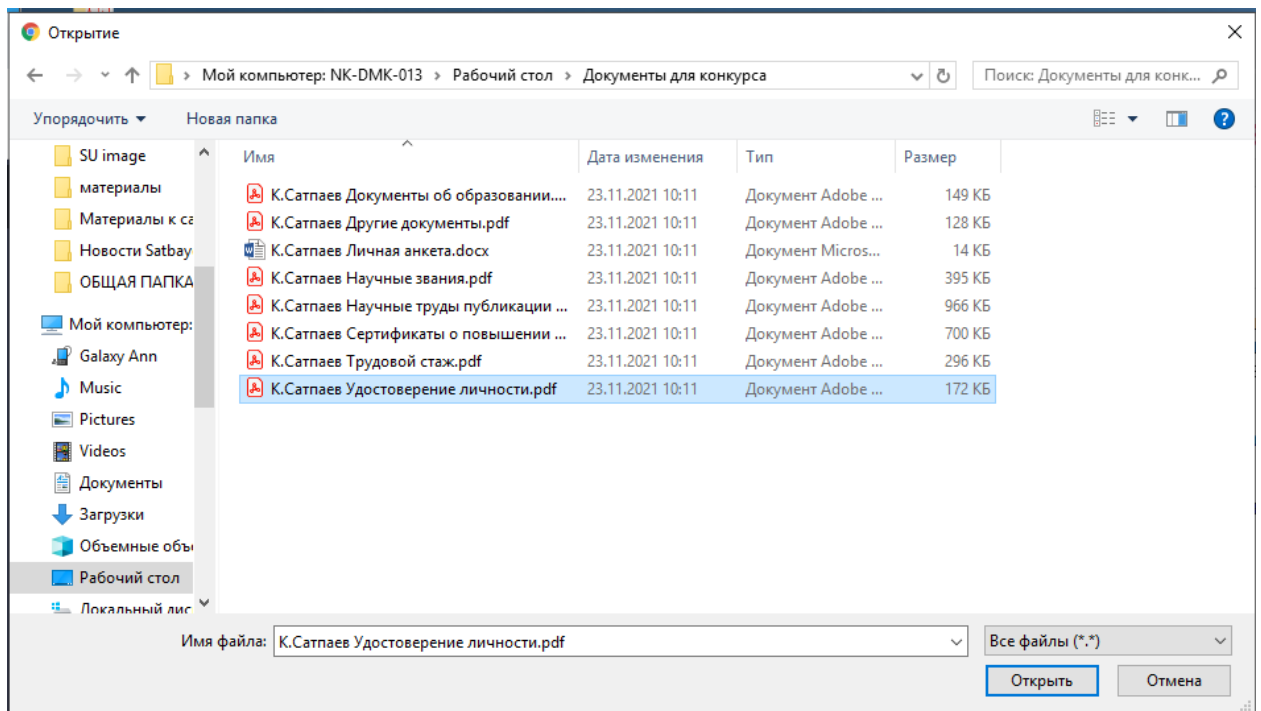 Открытие
Мой компьютер: NK-DMK-013 > Рабочий стол > Документы для конкурса
Поиск: Документы для конк...
Упорядочить Новая папка
SU image
материалы
Материалы к са
Новости Satbay
ОБЩАЯ ПАПКА
Мой компьютер:
Galaxy Ann
Music
Pictures
Videos
Документы
Загрузки
Объемные объ
Рабочий стол
Локальный дис
Имя Дата изменения Тип Размер
К.Сатпаев Документы об образовании.... 23.11.2021 10:11 Документ Adobe ... 149 КБ
К.Сатпаев Другие документы.pdf 23.11.2021 10:11 Документ Adobe ... 128 КБ
К.Сатпаев Личная анкета.docx 23.11.2021 10:11 Документ Micros... 14 КБ
К.Сатпаев Научные звания.pdf 23.11.2021 10:11 Документ Adobe ... 395 КБ
К.Сатпаев Научные труды публикации ... 23.11.2021 10:11 Документ Adobe ... 966 КБ
К.Сатпаев Сертификаты о повышении ... 23.11.2021 10:11 Документ Adobe ... 700 КБ
К.Сатпаев Трудовой стаж.pdf 23.11.2021 10:11 Документ Adobe ... 296 КБ
К.Сатпаев Удостоверение личности.pdf 23.11.2021 10:11 Документ Adobe ... 172 КБ
Имя файла: К.Сатпаев Удостоверение личности.pdf
Все файлы (*.*)
Открыть Отмена